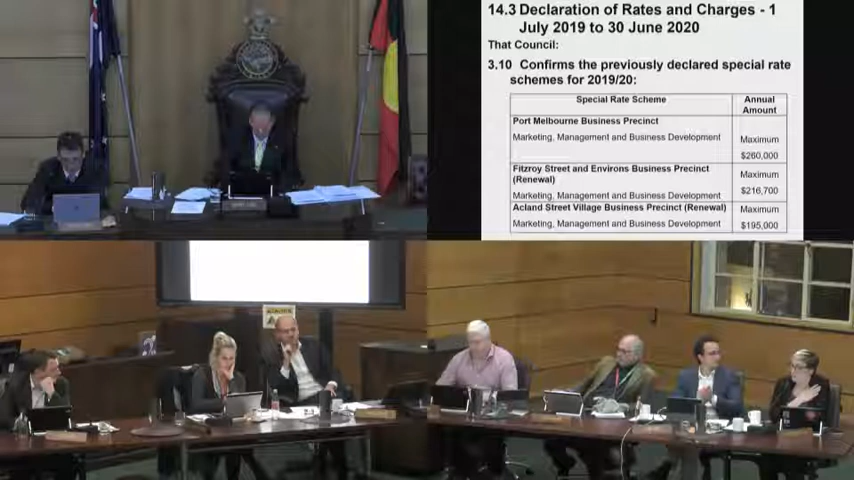 14.3 Declaration of Rates and Charges - 1
July 2019 to 30 June 2020
That Council:
3.10 Confirms the previously declared special rate
schemes for 2019/20:
Special Rate Scheme
Annual
Amount
Port Melbourne Business Precinct
Marketing, Management and Business Development
Maximum
$260,000
Fitzroy Street and Environs Business Precinct
(Renewal)
Marketing, Management and Business Development
Maximum
$216,700
Acland Street Village Business Precinct (Renewal)
Marketing, Management and Business Development
Maximum
$195,000